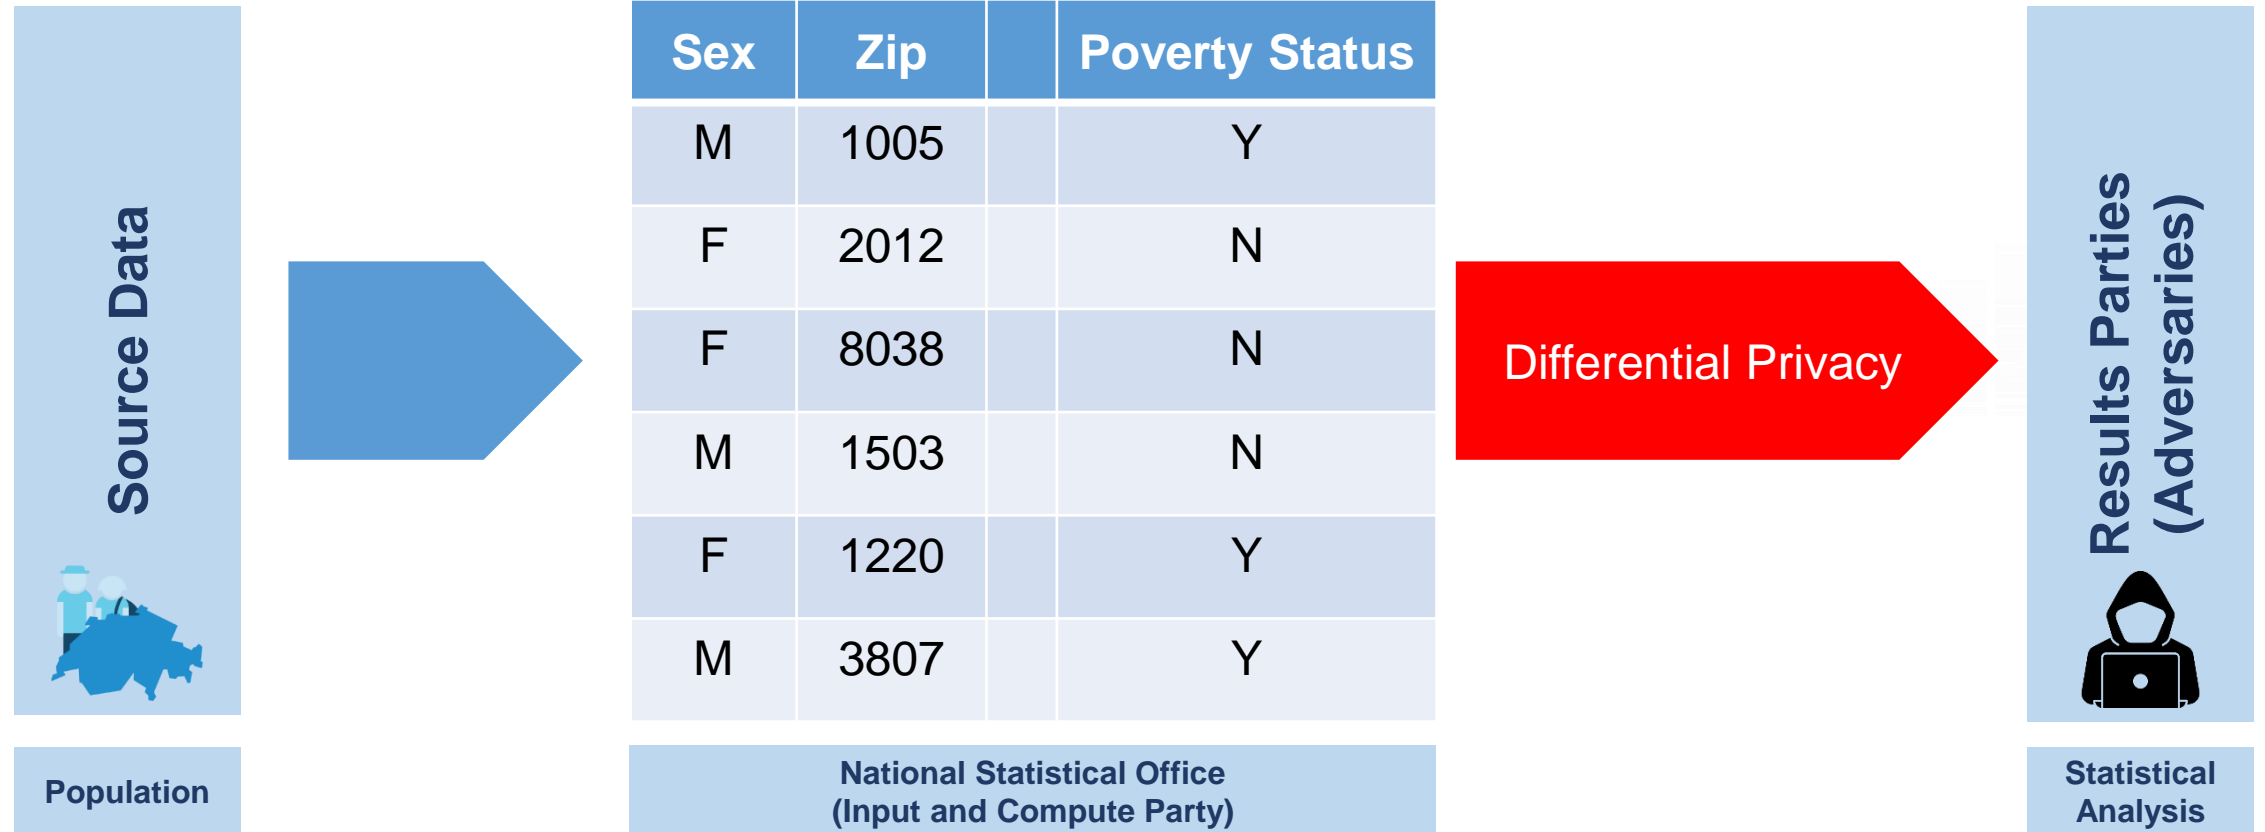 Source Data
Population
Sex Zip Poverty Status
M 1005 Y
F 2012 N
F 8038 N
M 1503 N
F 1220 Y
M 3807 Y
National Statistical Office
(Input and Compute Party)
Differential Privacy
Results Parties
(Adversaries)
Statistical
Analysis